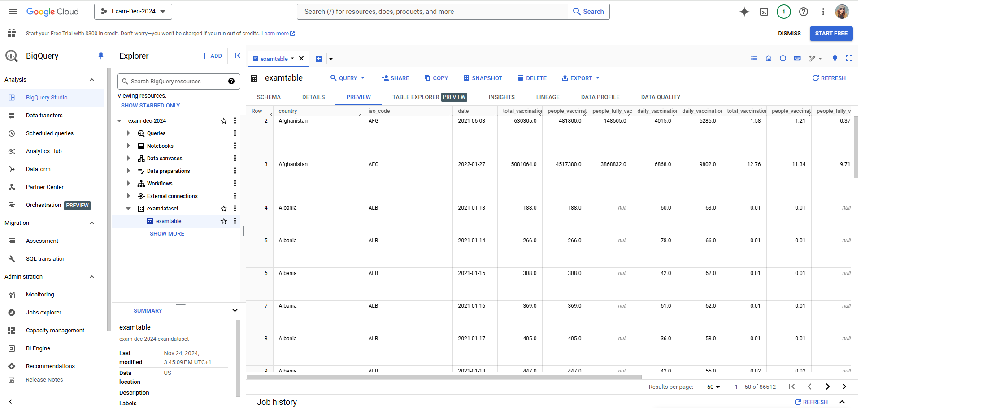 Google Cloud
Exam-Dec-2024
Search (/) for resources, docs, products, and more
Search
1
Start your Free Trial with $300 in credit. Don't worry—you won't be charged if you run out of credits. Learn more
DISMISS
START FREE
BigQuery
Analysis
BigQuery Studio
Data transfers
Scheduled queries
Analytics Hub
Dataform
Partner Center
Orchestration PREVIEW
Migration
Assessment
SQL translation
Administration
Monitoring
Jobs explorer
Capacity management
BI Engine
Recommendations
Release Notes
Explorer
ADD
Search BigQuery resources
Viewing resources.
SHOW STARRED ONLY
exam-dec-2024
Queries
Notebooks
Data canvases
Data preparations
Workflows
External connections
examdataset
examtable
SHOW MORE
SUMMARY
examtable
exam-dec-2024.examdataset
Last modified Nov 24, 2024, 3:45:09 PM UTC+1
Data location US
Description
Labels
examtable
examtable QUERY SHARE COPY SNAPSHOT DELETE EXPORT REFRESH
SCHEMA DETAILS PREVIEW TABLE EXPLORER PREVIEW INSIGHTS LINEAGE DATA PROFILE DATA QUALITY
Row country iso_code date total_vaccination people_vaccinat people_fully_vac daily_vaccination daily_vaccination total_vaccination people_vaccinat people_fully_v
2 Afghanistan AFG 2021-06-03 630305.0 481800.0 148505.0 4015.0 5285.0 1.58 1.21 0.37
3 Afghanistan AFG 2022-01-27 5081064.0 4517380.0 3868832.0 6868.0 9802.0 12.76 11.34 9.71
4 Albania ALB 2021-01-13 188.0 188.0 null 60.0 63.0 0.01 0.01 null
5 Albania ALB 2021-01-14 266.0 266.0 null 78.0 66.0 0.01 0.01 null
6 Albania ALB 2021-01-15 308.0 308.0 null 42.0 62.0 0.01 0.01 null
7 Albania ALB 2021-01-16 369.0 369.0 null 61.0 62.0 0.01 0.01 null
8 Albania ALB 2021-01-17 405.0 405.0 null 36.0 58.0 0.01 0.01 null
9 Albania ALB 2021-01-18 447.0 447.0 null 42.0 55.0 0.02 0.02 null
Results per page: 50 1 – 50 of 86512
Job history REFRESH